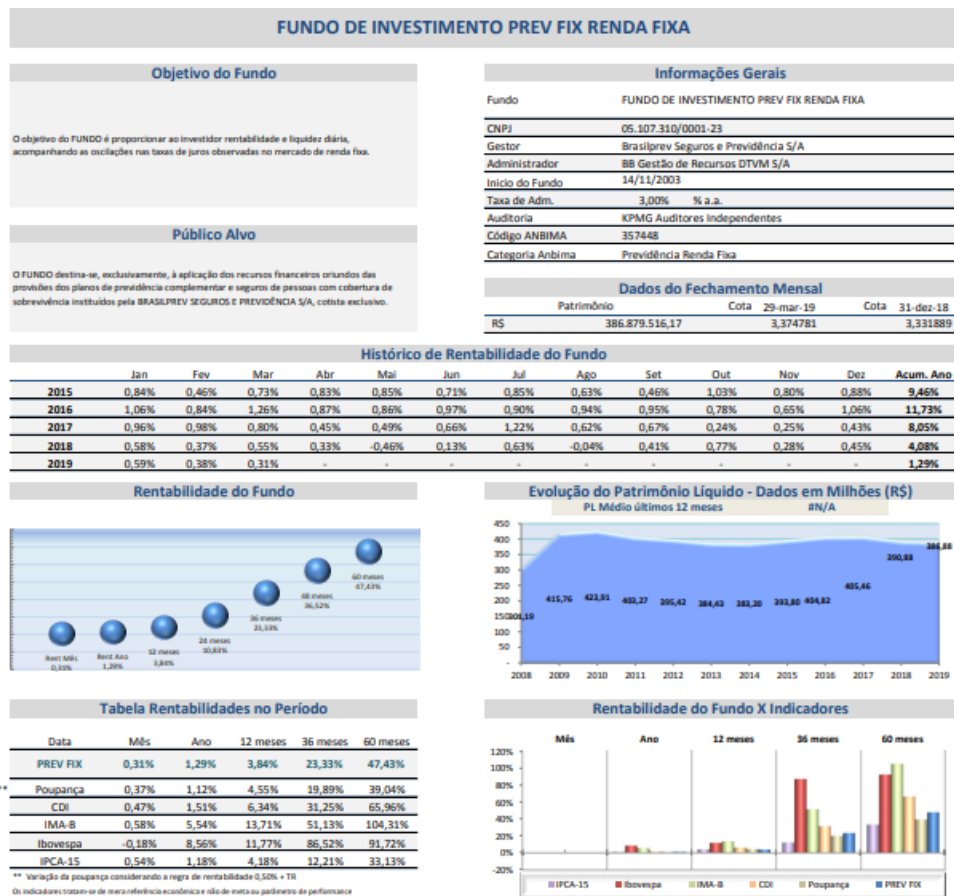 FUNDO DE INVESTIMENTO PREV FIX RENDA FIXA
Objetivo do Fundo
O objetivo do FUNDO é proporcionar ao investidor rentabilidade e liquidez diária,
acompanhando as oscilações nas taxas de juros observadas no mercado de renda fixa.
Público Alvo
O FUNDO destina-se, exclusivamente, à aplicação dos recursos financeiros oriundos das
provisões dos planos de previdência complementar e seguros de pessoas com cobertura de
sobrevivência instituídos pela BRASILPREV SEGUROS E PREVIDÊNCIA S/A, cotista exclusivo.
Informações Gerais
Fundo FUNDO DE INVESTIMENTO PREV FIX RENDA FIXA
CNPJ 05.107.310/0001-23
Gestor Brasilprev Seguros e Previdência S/A
Administrador BB Gestão de Recursos DTVM S/A
Inicio do Fundo 14/11/2003
Taxa de Adm. 3,00% % a.a.
Auditoria KPMG Auditores Independentes
Código ANBIMA 357448
Categoria Anbima Previdência Renda Fixa
Dados do Fechamento Mensal
Patrimônio Cota 29-mar-19 Cota 31-dez-18
R$ 386.879.516,17 3,374781 3,331889
Histórico de Rentabilidade do Fundo
Jan Fev Mar Abr Mai Jun Jul Ago Set Out Nov Dez Acum. Ano
2015 0,84% 0,46% 0,73% 0,83% 0,85% 0,71% 0,85% 0,63% 0,46% 1,03% 0,80% 0,88% 9,46%
2016 1,06% 0,84% 1,26% 0,87% 0,86% 0,97% 0,90% 0,94% 0,95% 0,78% 0,65% 1,06% 11,73%
2017 0,96% 0,98% 0,80% 0,45% 0,49% 0,66% 1,22% 0,62% 0,67% 0,24% 0,25% 0,43% 8,05%
2018 0,58% 0,37% 0,55% 0,33% -0,46% 0,13% 0,63% -0,04% 0,41% 0,77% 0,28% 0,45% 4,08%
2019 0,59% 0,38% 0,31% - - - - - - - - - 1,29%
Rentabilidade do Fundo
Rent Mês
0,31%
Rent Ano
1,29%
12 meses
3,84%
24 meses
10,83%
36 meses
23,33%
48 meses
36,52%
60 meses
47,43%
Evolução do Patrimônio Líquido - Dados em Milhões (R$)
PL Médio últimos 12 meses #N/A
450
400
350
300
250
200
150
100
50
-
301,19 415,76 423,91 403,27 395,42 384,43 383,20 393,80 404,82 405,46 390,88 386,88
2008 2009 2010 2011 2012 2013 2014 2015 2016 2017 2018 2019
Tabela Rentabilidades no Período
Data Mês Ano 12 meses 36 meses 60 meses
PREV FIX 0,31% 1,29% 3,84% 23,33% 47,43%
** Poupança 0,37% 1,12% 4,55% 19,89% 39,04%
CDI 0,47% 1,51% 6,34% 31,25% 65,96%
IMA-B 0,58% 5,54% 13,71% 51,13% 104,31%
Ibovespa -0,18% 8,56% 11,77% 86,52% 91,72%
IPCA-15 0,54% 1,18% 4,18% 12,21% 33,13%
** Variação da poupança considerando a regra de rentabilidade 0,50% + TR
Os indicadores tratam-se de mera referência econômica e não de meta ou parâmetro de performance
Rentabilidade do Fundo X Indicadores
Mês Ano 12 meses 36 meses 60 meses
120%
100%
80%
60%
40%
20%
0%
-20%
IPCA-15 Ibovespa IMA-B CDI Poupança PREV FIX